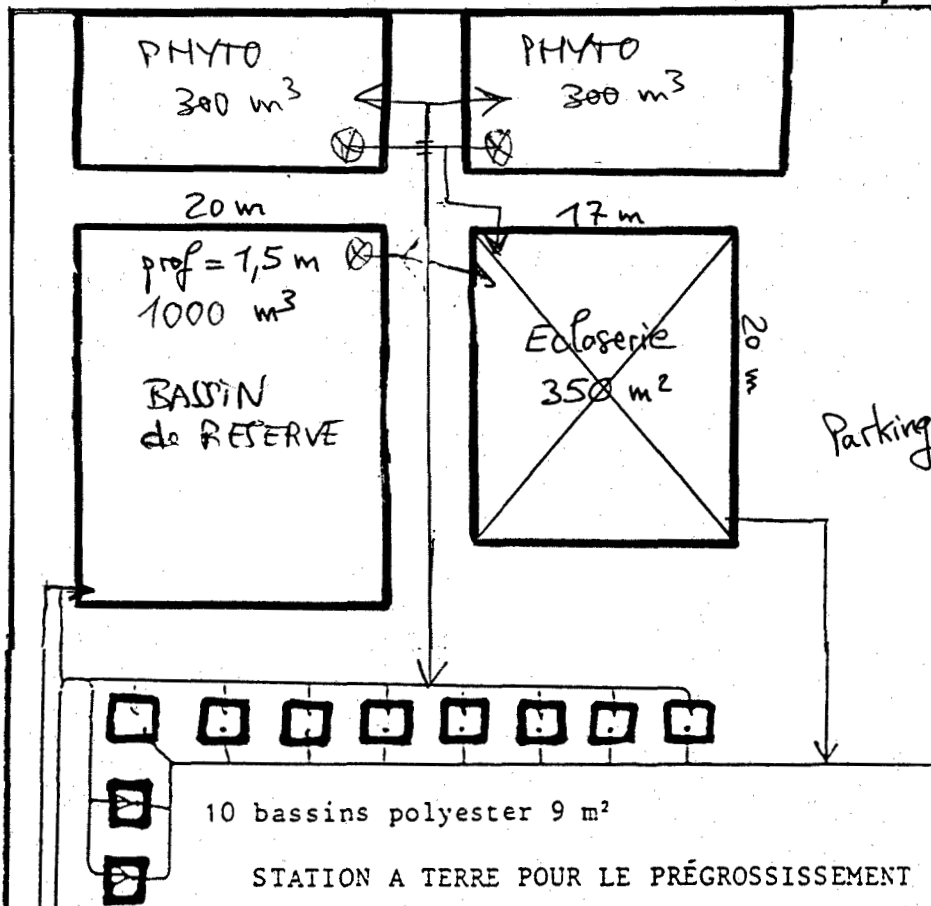 PHYTO
300 m³
PHYTO
300 m³
20 m
prof = 1,5 m
1000 m³
BASSIN
de RESERVE
17 m
Ecloserie
350 m²
20 m
Parking
10 bassins polyester 9 m²
STATION A TERRE POUR LE PRÉGROSSISSEMENT